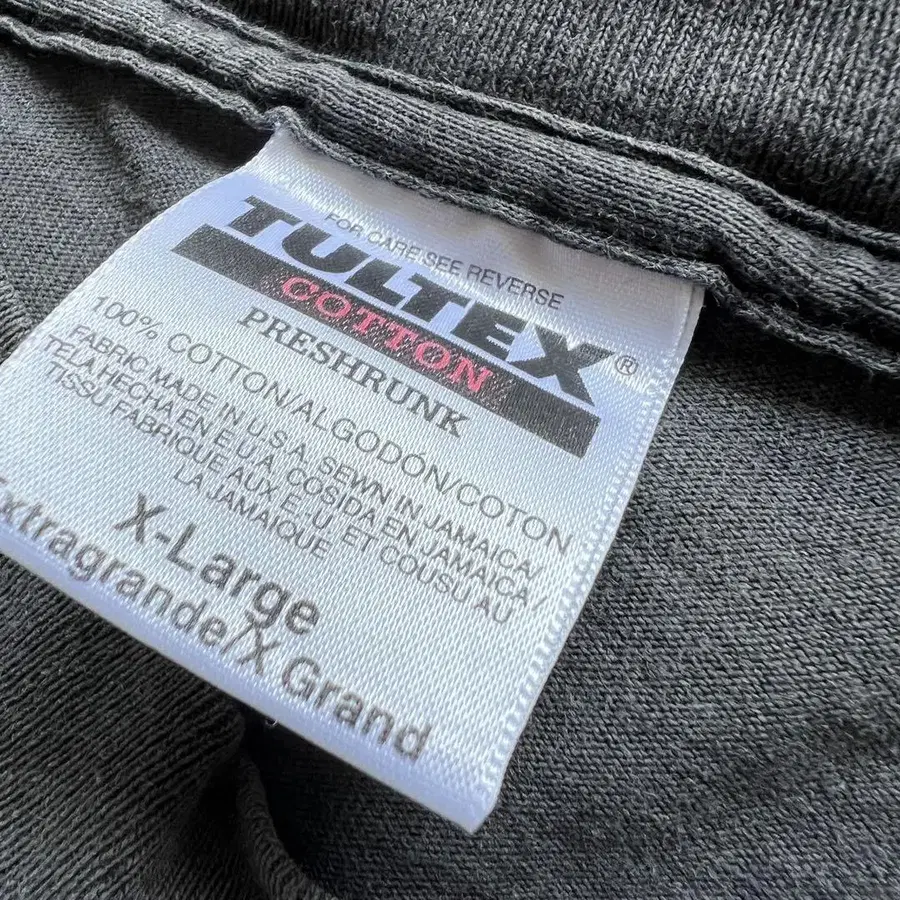 FOR CARE SEE REVERSE
TULTEX®
COTTON
PRESHRUNK
100% COTTON/ALGODÓN/COTON
FABRIC MADE IN U.S.A. SEWN IN JAMAICA/
TELA HECHA EN E.U.A. COSIDA EN JAMAICA/
TISSU FABRIQUE AUX E. U. ET COUSU AU
LA JAMAIQUE
X-Large
Extragrande/X Grand